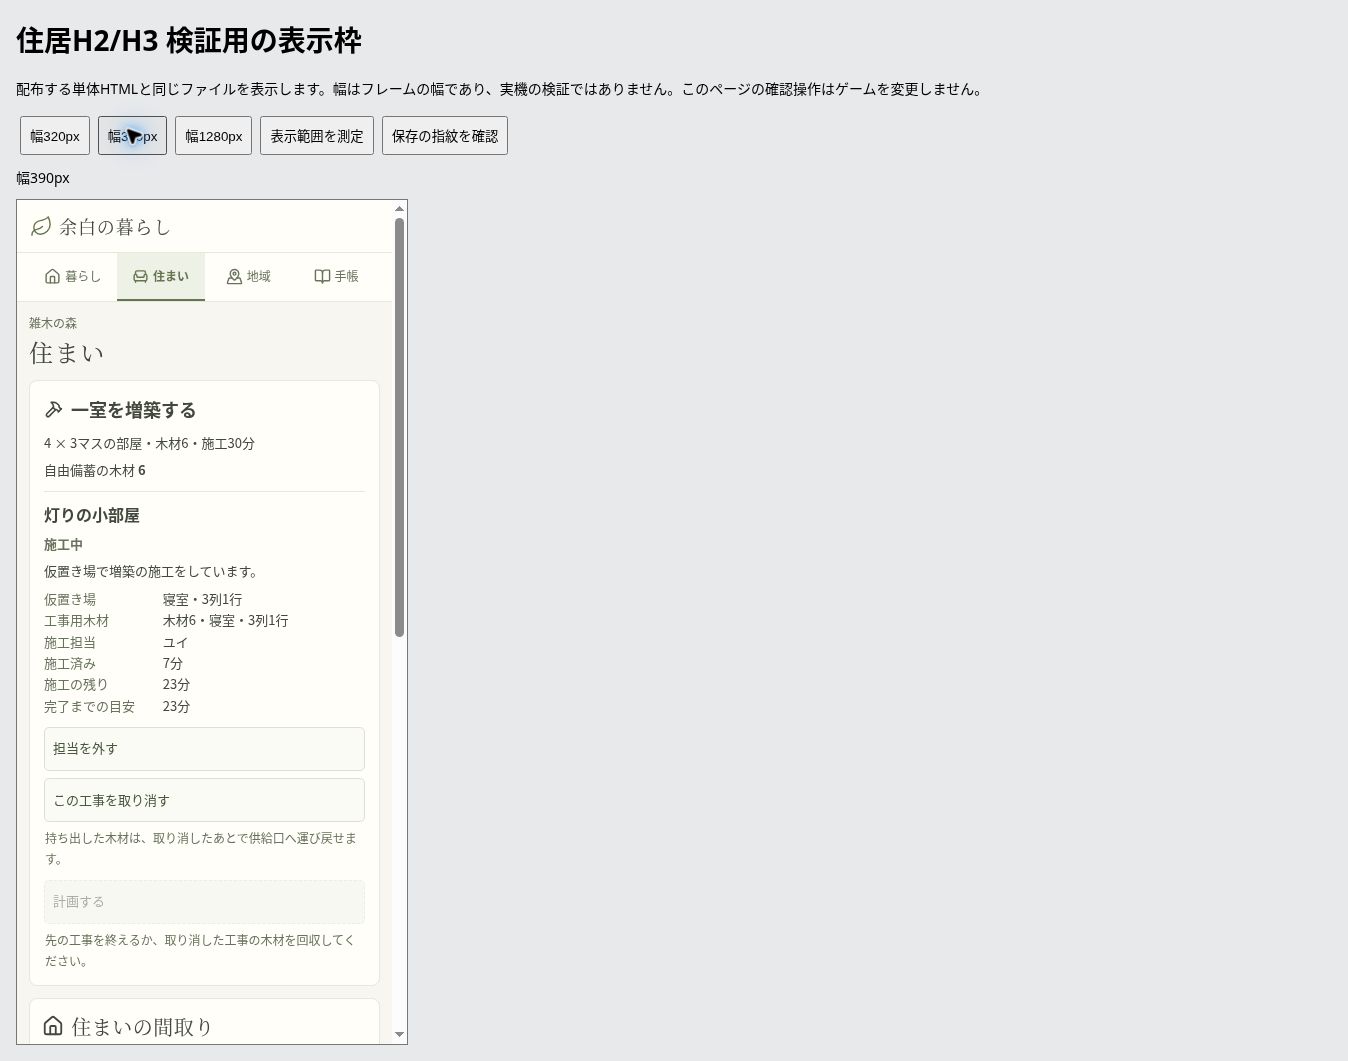 住居H2/H3 検証用の表示枠
配布する単体HTMLと同じファイルを表示します。幅はフレームの幅であり、実機の検証ではありません。このページの確認操作はゲームを変更しません。
幅320px
幅1280px
表示範囲を測定
保存の指紋を確認
幅390px
余白の暮らし
暮らし
住まい
地域
手帳
雑木の森
住まい
一室を増築する
4 × 3マスの部屋・木材6・施工30分
自由備蓄の木材 6
灯りの小部屋
施工中
仮置き場で増築の施工をしています。
仮置き場 寝室・3列1行
工事用木材 木材6・寝室・3列1行
施工担当 ユイ
施工済み 7分
施工の残り 23分
完了までの目安 23分
担当を外す
この工事を取り消す
持ち出した木材は、取り消したあとで供給口へ運び戻せま
す。
計画する
先の工事を終えるか、取り消した工事の木材を回収してく
ださい。
住まいの間取り